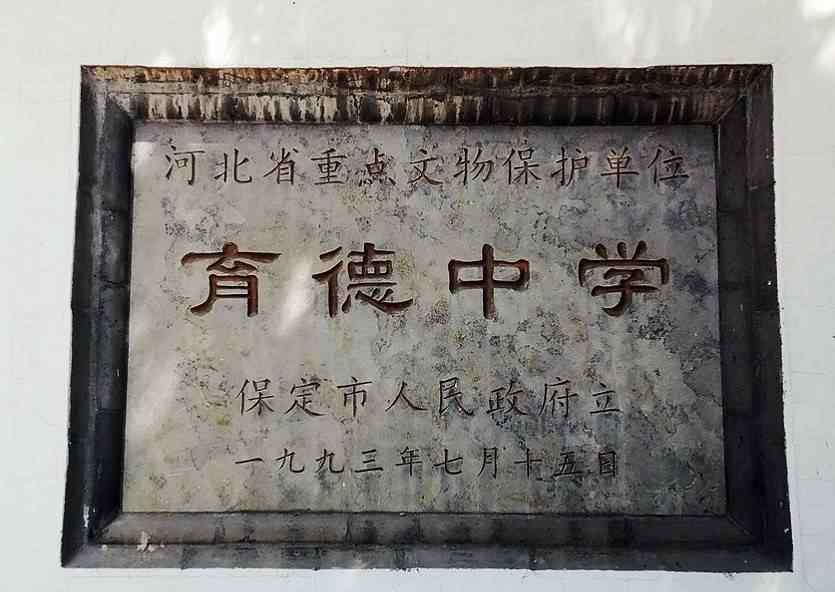 河北省重点文物保护单位
育德中学
保定市人民政府立
一九九三年七月十五日